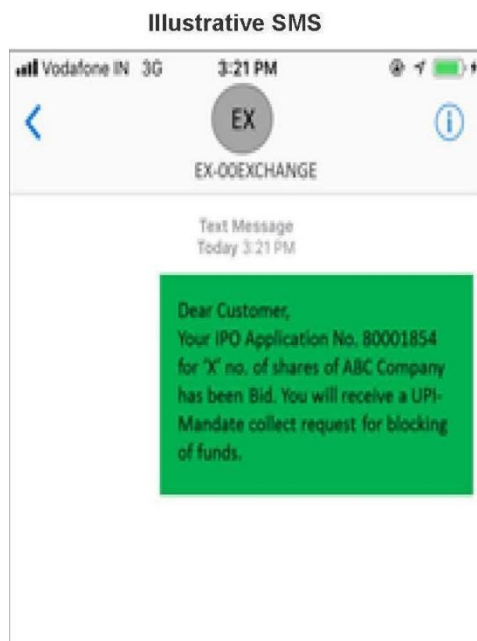 Illustrative SMS
Vodafone IN 3G 3:21 PM
EX
EX-00EXCHANGE
Text Message
Today 3:21 PM
Dear Customer,
Your IPO Application No. 80001854
for 'X' no. of shares of ABC Company
has been Bid. You will receive a UPI-
Mandate collect request for blocking
of funds.